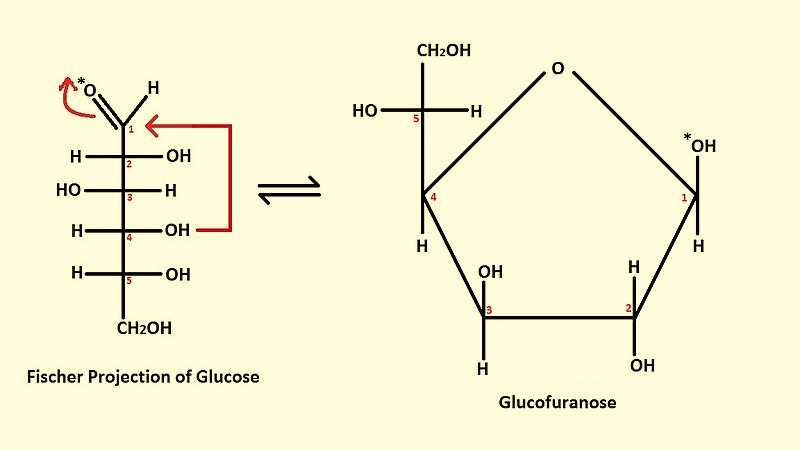 *O H
1
H 2 OH
HO 3 H
H 4 OH
H 5 OH
CH₂OH
Fischer Projection of Glucose
CH₂OH
HO 5 H
O
*OH
4 1
H H
OH H
3 2
H OH
Glucofuranose